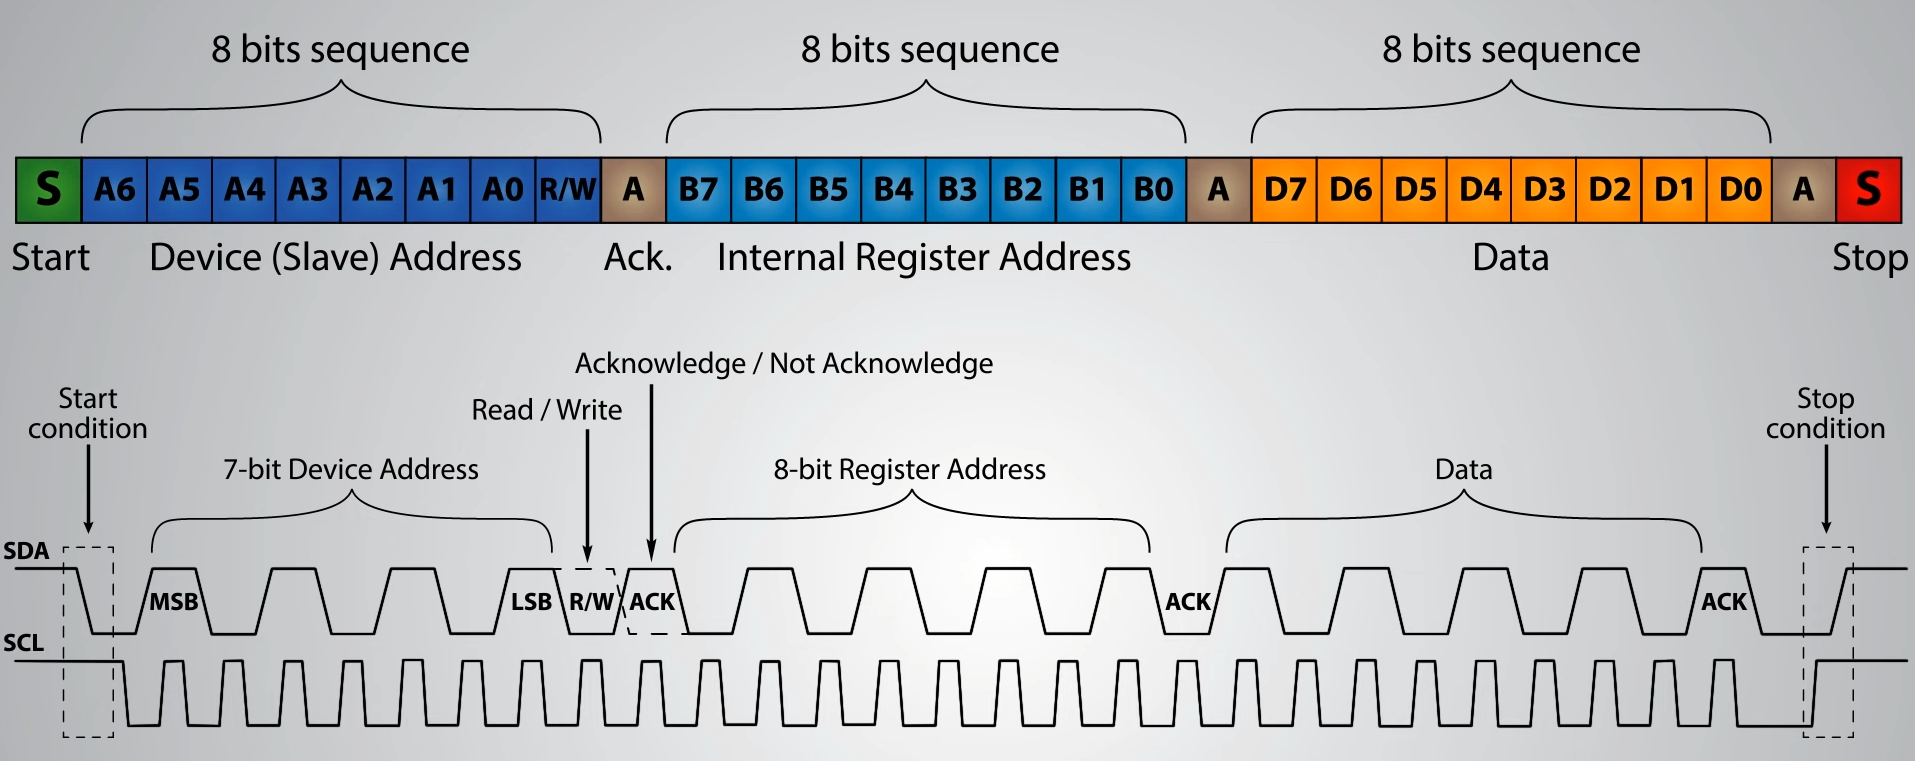 8 bits sequence 8 bits sequence 8 bits sequence
S A6 A5 A4 A3 A2 A1 A0 R/W A B7 B6 B5 B4 B3 B2 B1 B0 A D7 D6 D5 D4 D3 D2 D1 D0 A S
Start Device (Slave) Address Ack. Internal Register Address Data Stop
Acknowledge / Not Acknowledge
Start
condition
Read / Write
Stop
condition
7-bit Device Address 8-bit Register Address Data
SDA
MSB LSB R/W ACK ACK ACK
SCL